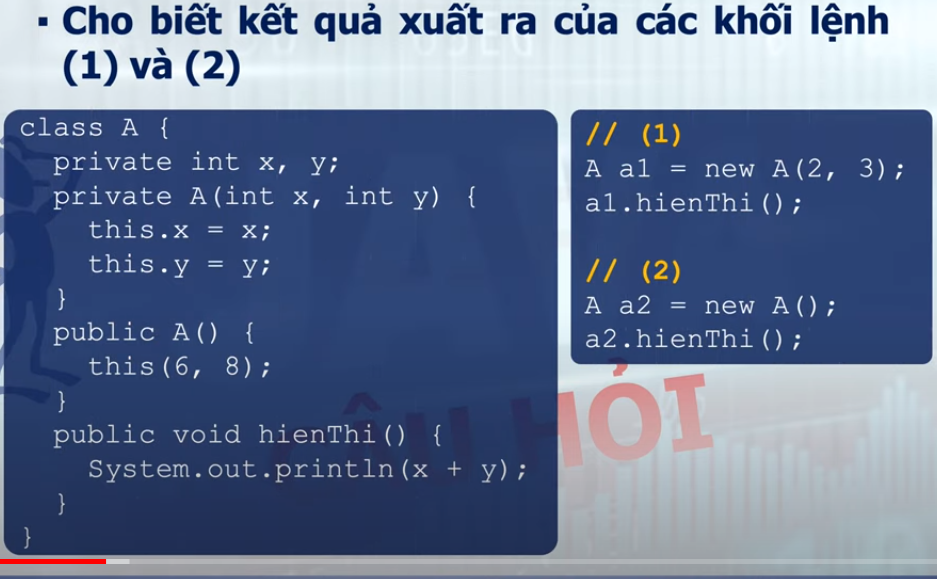 ▪ Cho biết kết quả xuất ra của các khối lệnh
(1) và (2)
class A {
  private int x, y;
  private A(int x, int y) {
    this.x = x;
    this.y = y;
  }
  public A() {
    this(6, 8);
  }
  public void hienThi() {
    System.out.println(x + y);
  }
}
// (1)
A a1 = new A(2, 3);
a1.hienThi();
// (2)
A a2 = new A();
a2.hienThi();
CÂU HỎI